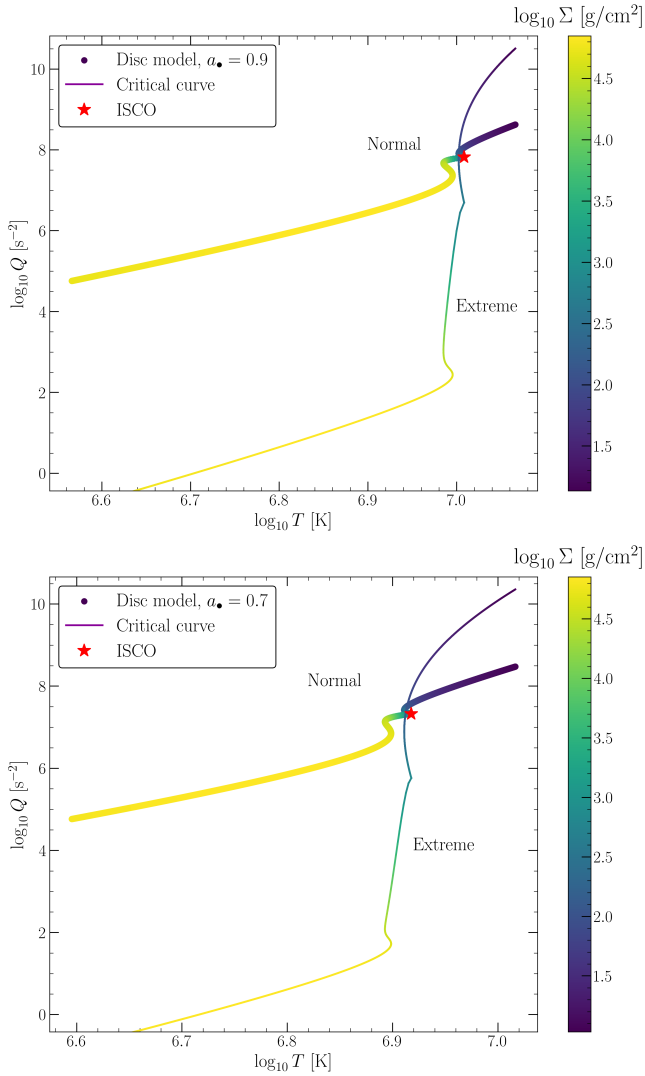 log₁₀ Σ [g/cm²]
Disc model, a• = 0.9
Critical curve
ISCO
Normal
Extreme
10
8
6
4
2
0
log₁₀ Q [s⁻²]
6.6 6.7 6.8 6.9 7.0
log₁₀ T [K]
4.5
4.0
3.5
3.0
2.5
2.0
1.5
log₁₀ Σ [g/cm²]
Disc model, a• = 0.7
Critical curve
ISCO
Normal
Extreme
10
8
6
4
2
0
log₁₀ Q [s⁻²]
6.6 6.7 6.8 6.9 7.0
log₁₀ T [K]
4.5
4.0
3.5
3.0
2.5
2.0
1.5